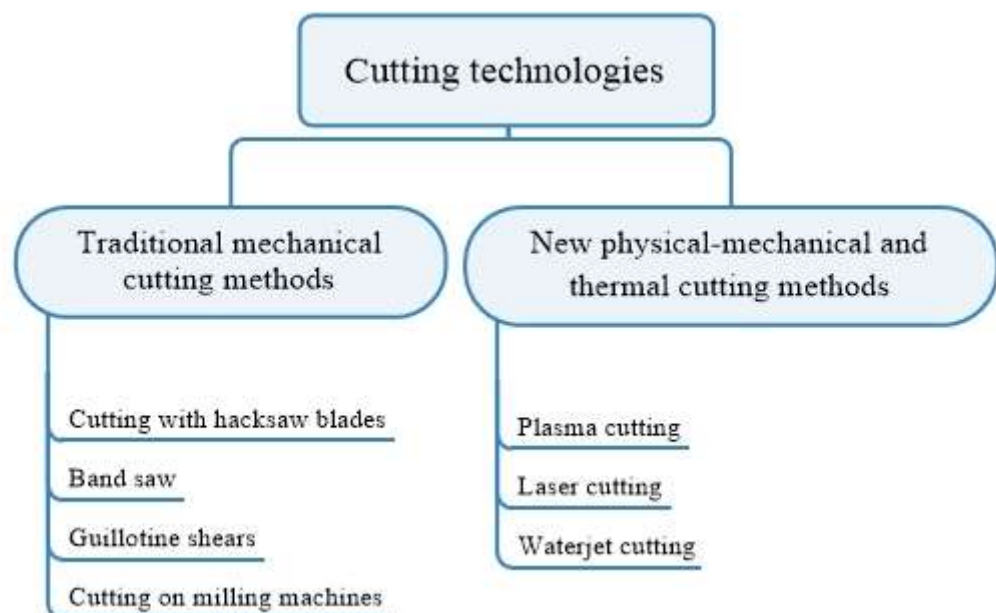 Cutting technologies
Traditional mechanical
cutting methods
New physical-mechanical and
thermal cutting methods
Cutting with hacksaw blades
Band saw
Guillotine shears
Cutting on milling machines
Plasma cutting
Laser cutting
Waterjet cutting